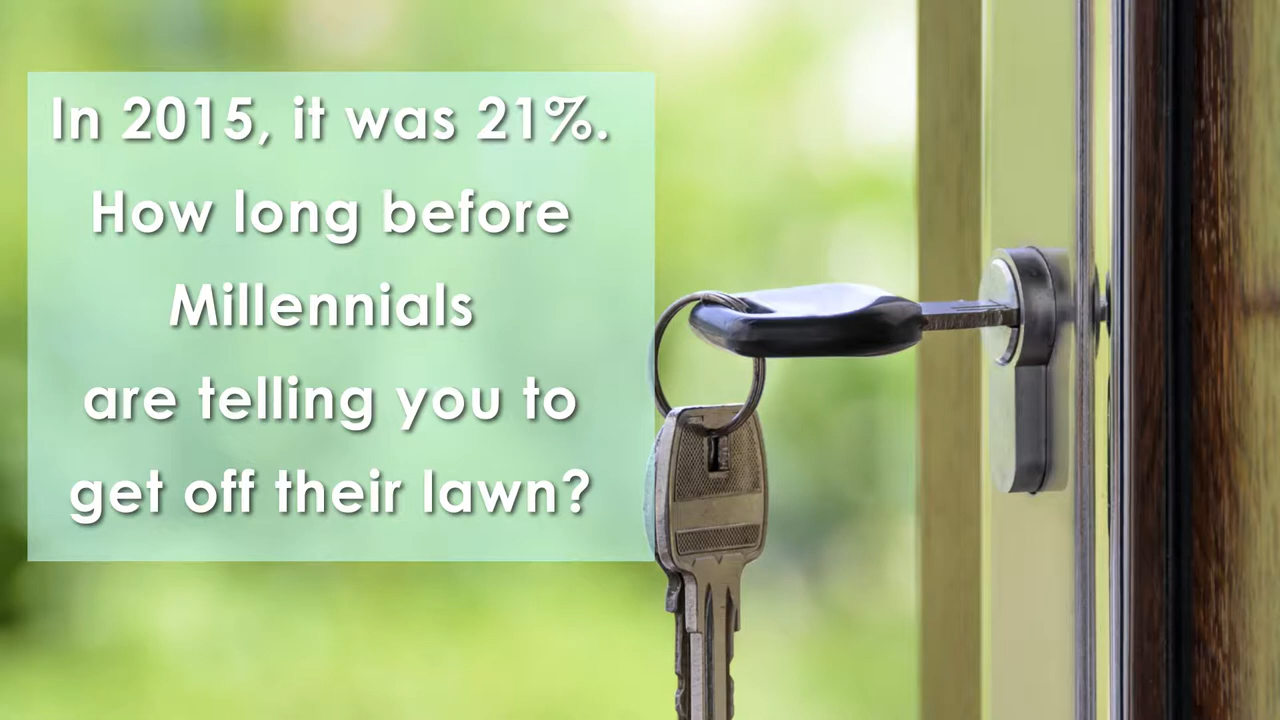 In 2015, it was 21%.
How long before
Millennials
are telling you to
get off their lawn?